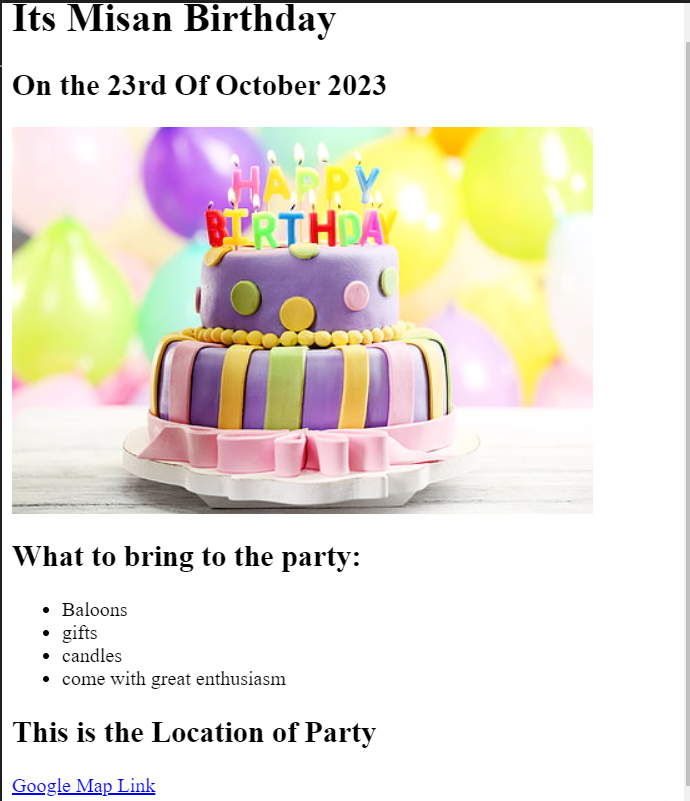 Its Misan Birthday
On the 23rd Of October 2023
HAPPY
BIRTHDAY
What to bring to the party:
Baloons
gifts
candles
come with great enthusiasm
This is the Location of Party
Google Map Link